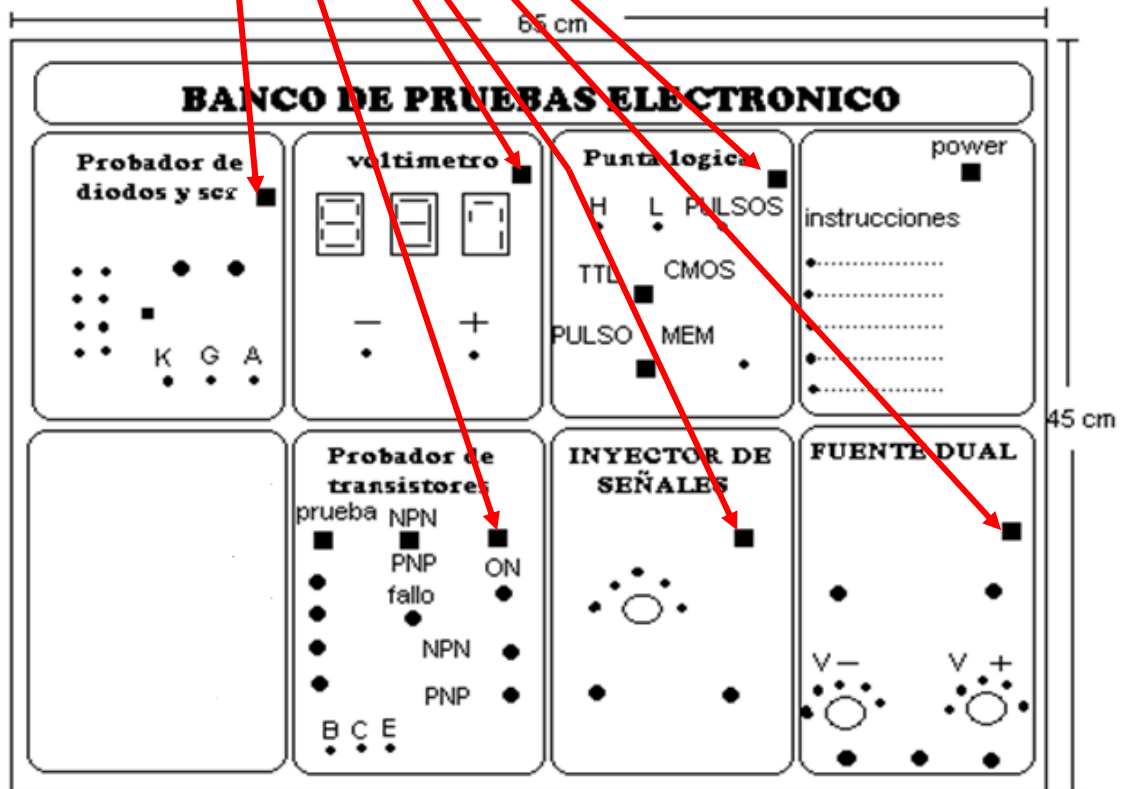 65 cm
BANCO DE PRUEBAS ELECTRONICO
Probador de
diodos y scr
K G A
voltimetro
− +
Punta logica
H L PULSOS
TTL CMOS
PULSO MEM
power
instrucciones
45 cm
Probador de
transistores
prueba NPN
PNP ON
fallo
NPN
PNP
B C E
INYECTOR DE
SEÑALES
FUENTE DUAL
V − V +